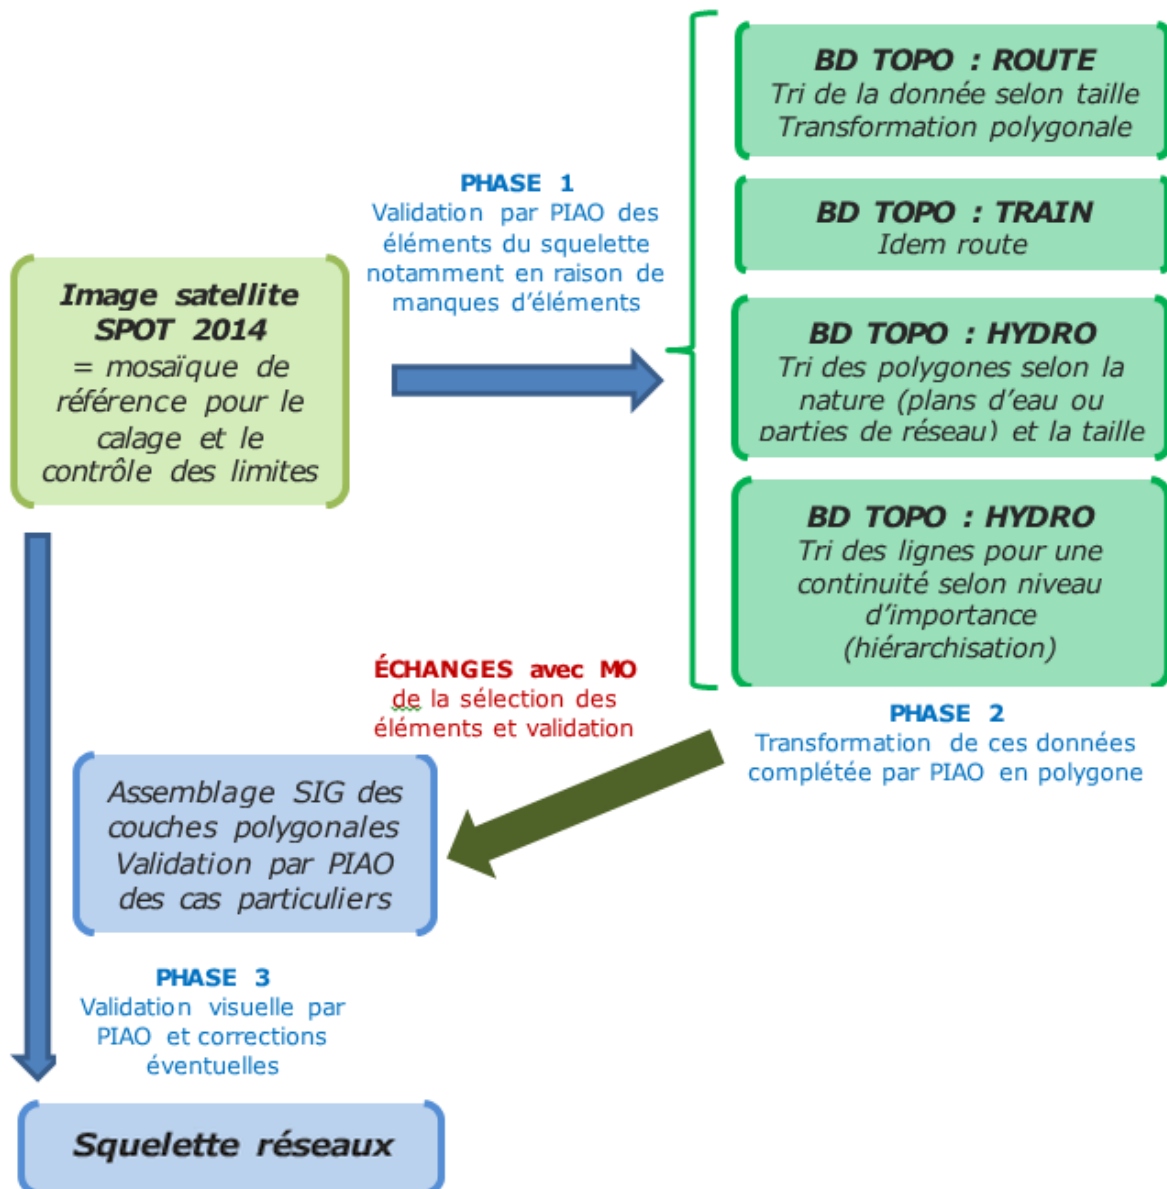 Image satellite
SPOT 2014
= mosaïque de
référence pour le
calage et le
contrôle des limites
PHASE 1
Validation par PIAO des
éléments du squelette
notamment en raison de
manques d'éléments
BD TOPO : ROUTE
Tri de la donnée selon taille
Transformation polygonale
BD TOPO : TRAIN
Idem route
BD TOPO : HYDRO
Tri des polygones selon la
nature (plans d'eau ou
parties de réseau) et la taille
BD TOPO : HYDRO
Tri des lignes pour une
continuité selon niveau
d'importance
(hiérarchisation)
PHASE 2
Transformation de ces données
complétée par PIAO en polygone
ÉCHANGES avec MO
de la sélection des
éléments et validation
Assemblage SIG des
couches polygonales
Validation par PIAO
des cas particuliers
PHASE 3
Validation visuelle par
PIAO et corrections
éventuelles
Squelette réseaux